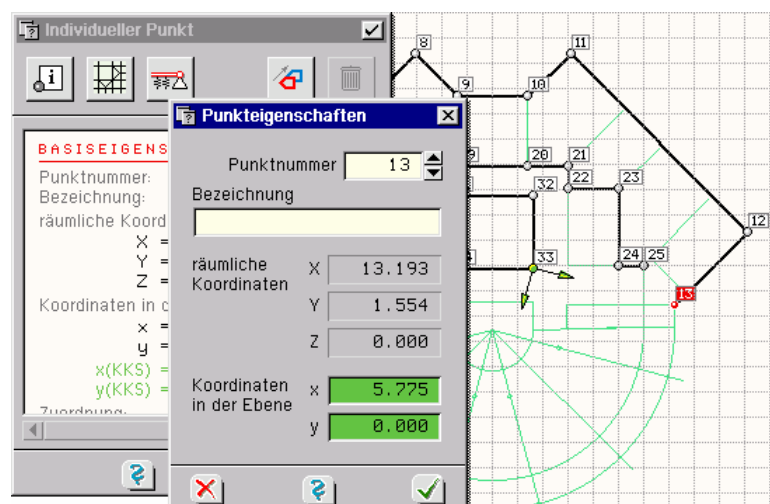 Individueller Punkt
i
BASISEIGENS
Punktnummer:
Bezeichnung:
räumliche Koord
X =
Y =
Z =
Koordinaten in d
x =
y =
x(KKS) =
y(KKS) =
Zuordnung:
Punkteigenschaften
Punktnummer 13
Bezeichnung
räumliche Koordinaten
X 13.193
Y 1.554
Z 0.000
Koordinaten in der Ebene
x 5.775
y 0.000
8
11
9
10
20
21
22
23
32
12
33
24
25
13